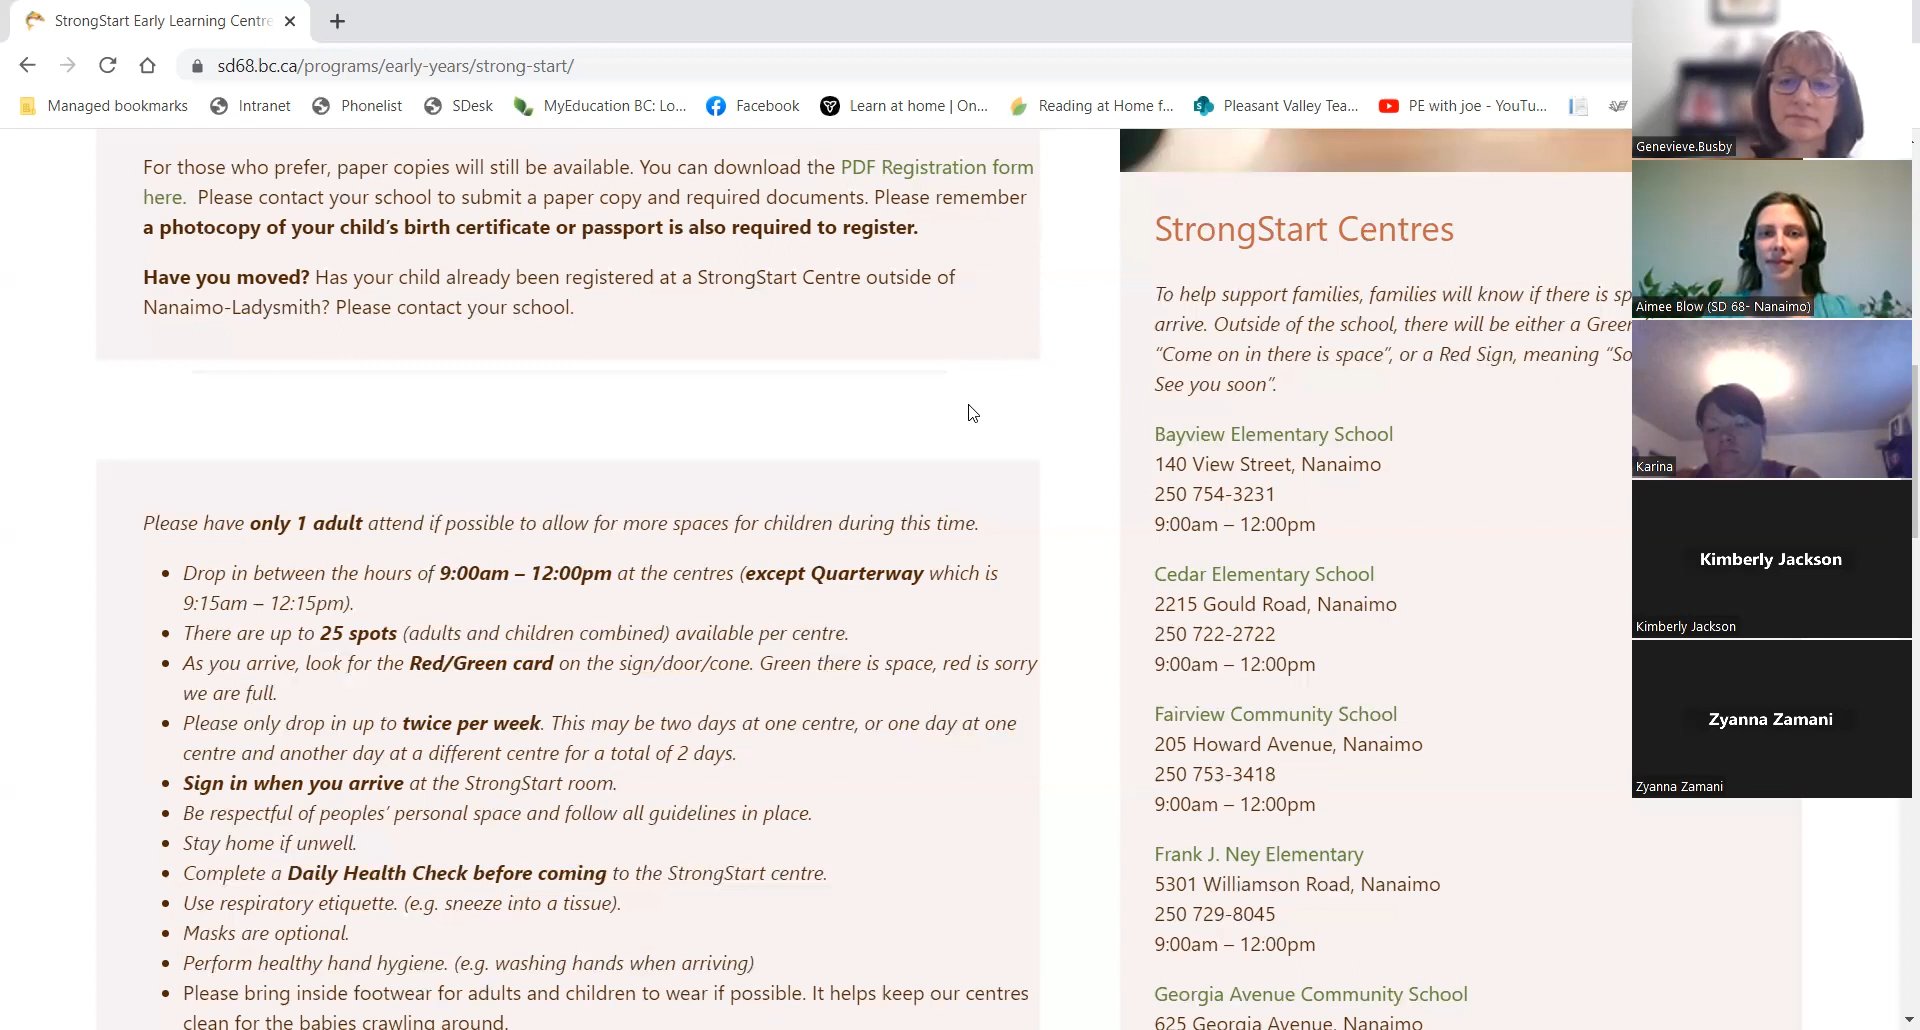 StrongStart Early Learning Centre
sd68.bc.ca/programs/early-years/strong-start/
Managed bookmarks
Intranet
Phonelist
SDesk
MyEducation BC: Lo...
Facebook
Learn at home | On...
Reading at Home f...
Pleasant Valley Tea...
PE with joe - YouTu...
For those who prefer, paper copies will still be available. You can download the PDF Registration form
here. Please contact your school to submit a paper copy and required documents. Please remember
a photocopy of your child's birth certificate or passport is also required to register.
Have you moved? Has your child already been registered at a StrongStart Centre outside of
Nanaimo-Ladysmith? Please contact your school.
Please have only 1 adult attend if possible to allow for more spaces for children during this time.
Drop in between the hours of 9:00am – 12:00pm at the centres (except Quarterway which is
9:15am – 12:15pm).
There are up to 25 spots (adults and children combined) available per centre.
As you arrive, look for the Red/Green card on the sign/door/cone. Green there is space, red is sorry
we are full.
Please only drop in up to twice per week. This may be two days at one centre, or one day at one
centre and another day at a different centre for a total of 2 days.
Sign in when you arrive at the StrongStart room.
Be respectful of peoples' personal space and follow all guidelines in place.
Stay home if unwell.
Complete a Daily Health Check before coming to the StrongStart centre.
Use respiratory etiquette. (e.g. sneeze into a tissue).
Masks are optional.
Perform healthy hand hygiene. (e.g. washing hands when arriving)
Please bring inside footwear for adults and children to wear if possible. It helps keep our centres
clean for the babies crawling around.
StrongStart Centres
To help support families, families will know if there is sp
arrive. Outside of the school, there will be either a Green
"Come on in there is space", or a Red Sign, meaning "So
See you soon".
Bayview Elementary School
140 View Street, Nanaimo
250 754-3231
9:00am – 12:00pm
Cedar Elementary School
2215 Gould Road, Nanaimo
250 722-2722
9:00am – 12:00pm
Fairview Community School
205 Howard Avenue, Nanaimo
250 753-3418
9:00am – 12:00pm
Frank J. Ney Elementary
5301 Williamson Road, Nanaimo
250 729-8045
9:00am – 12:00pm
Georgia Avenue Community School
625 Georgia Avenue, Nanaimo
Genevieve.Busby
Aimee Blow (SD 68- Nanaimo)
Karina
Kimberly Jackson
Kimberly Jackson
Zyanna Zamani
Zyanna Zamani